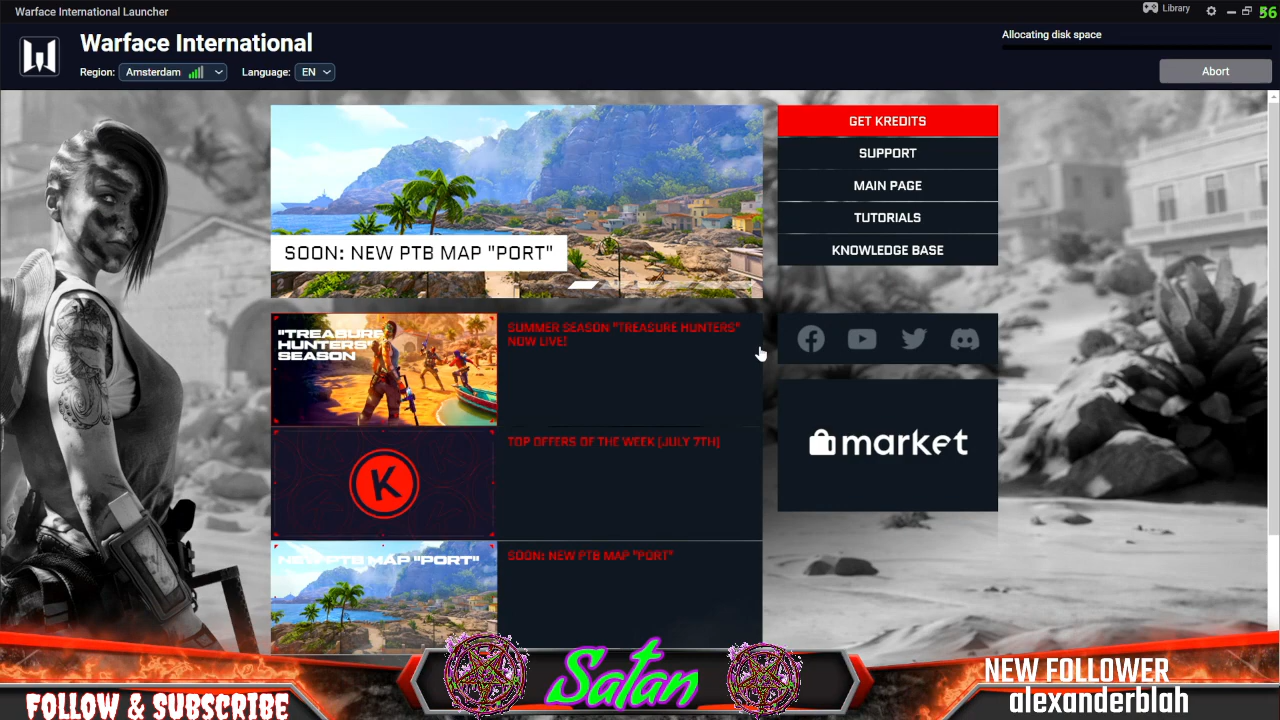 Warface International Launcher
Library
56
Warface International
Region: Amsterdam Language: EN
Allocating disk space
Abort
GET KREDITS
SUPPORT
MAIN PAGE
TUTORIALS
KNOWLEDGE BASE
SOON: NEW PTB MAP "PORT"
"TREASURE
HUNTERS"
SEASON
SUMMER SEASON "TREASURE HUNTERS"
NOW LIVE!
K
TOP OFFERS OF THE WEEK [JULY 7TH]
NEW PTB MAP "PORT"
SOON: NEW PTB MAP "PORT"
market
FOLLOW & SUBSCRIBE
Satan
NEW FOLLOWER
alexanderblah